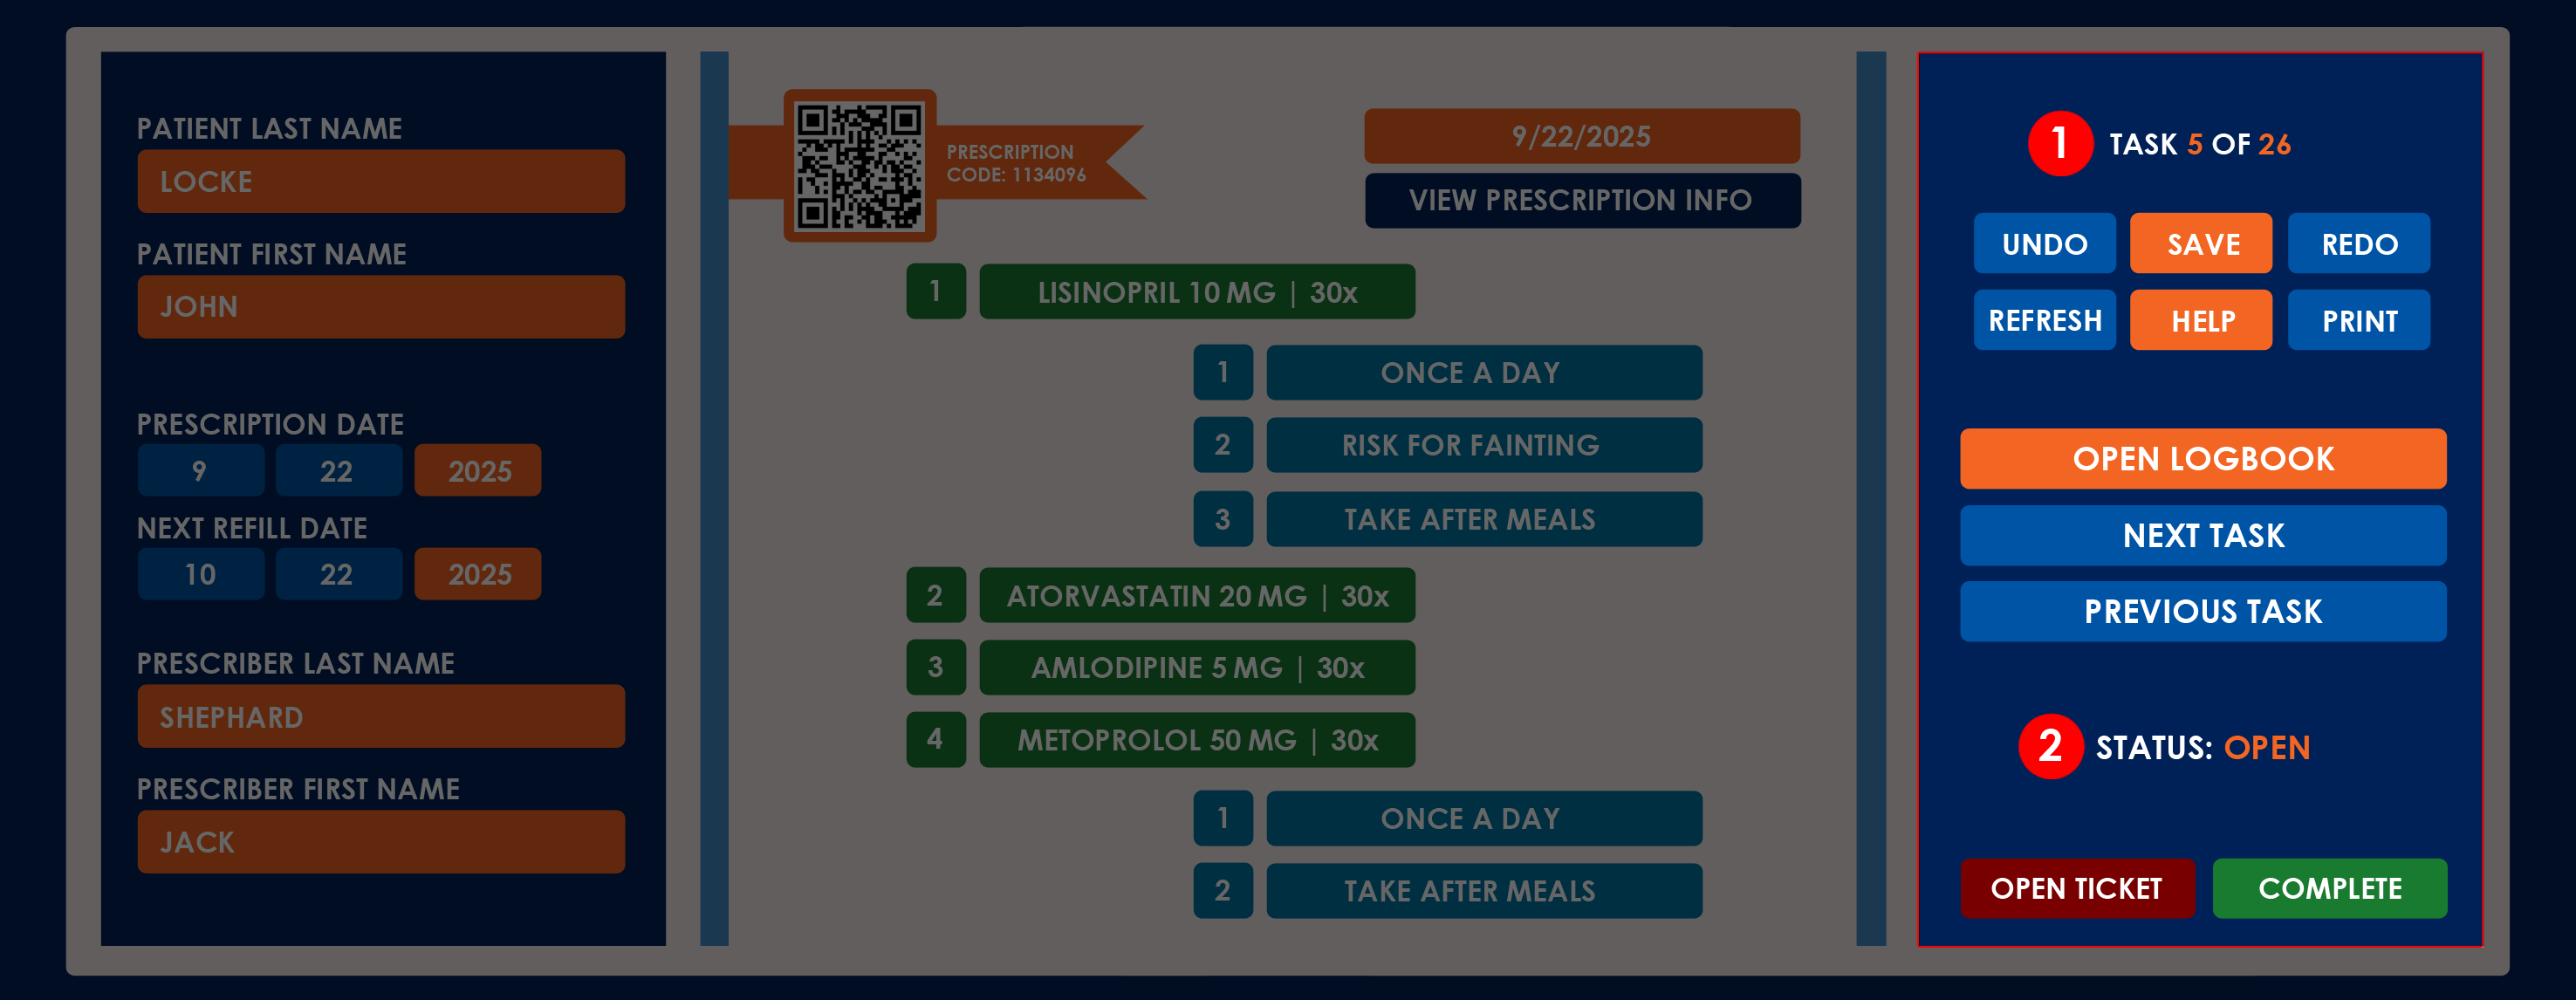 PATIENT LAST NAME
LOCKE
PATIENT FIRST NAME
JOHN
PRESCRIPTION DATE
9 22 2025
NEXT REFILL DATE
10 22 2025
PRESCRIBER LAST NAME
SHEPHARD
PRESCRIBER FIRST NAME
JACK
PRESCRIPTION
CODE: 1134096
9/22/2025
VIEW PRESCRIPTION INFO
1 LISINOPRIL 10 MG | 30x
1 ONCE A DAY
2 RISK FOR FAINTING
3 TAKE AFTER MEALS
2 ATORVASTATIN 20 MG | 30x
3 AMLODIPINE 5 MG | 30x
4 METOPROLOL 50 MG | 30x
1 ONCE A DAY
2 TAKE AFTER MEALS
1 TASK 5 OF 26
UNDO SAVE REDO
REFRESH HELP PRINT
OPEN LOGBOOK
NEXT TASK
PREVIOUS TASK
2 STATUS: OPEN
OPEN TICKET COMPLETE